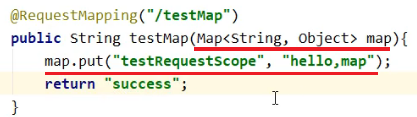 @RequestMapping("/testMap")
public String testMap(Map<String, Object> map){
    map.put("testRequestScope", "hello,map");
    return "success";
}